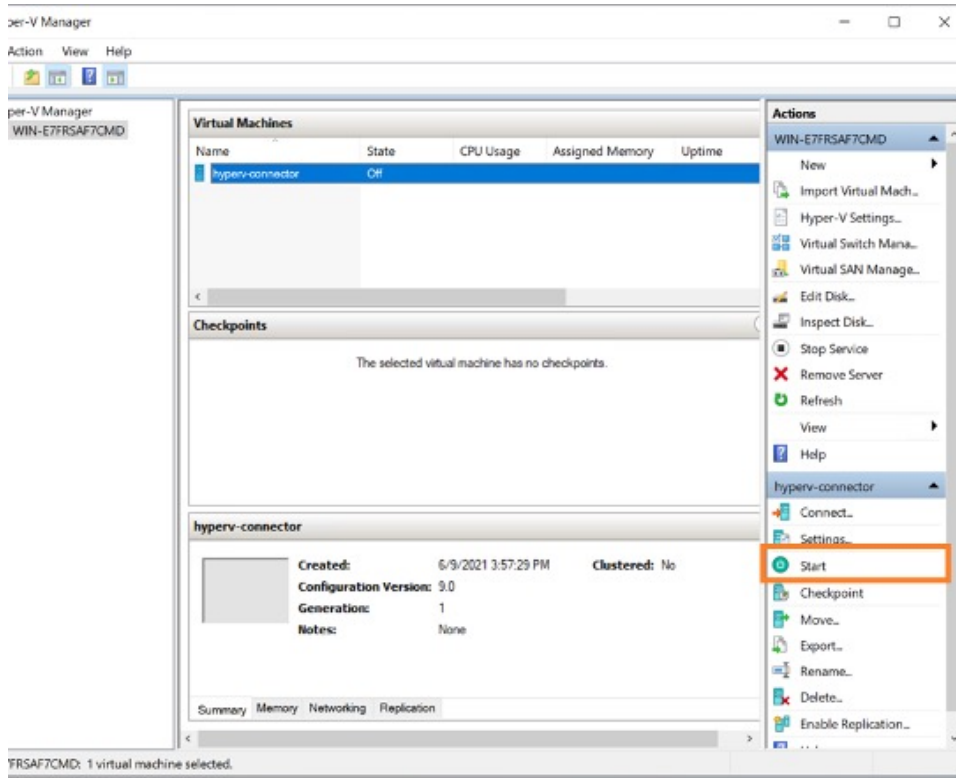 per-V Manager
Action View Help
per-V Manager
WIN-E7FRSAF7CMD
Virtual Machines
Name State CPU Usage Assigned Memory Uptime
hyperv-connector Off
Checkpoints
The selected virtual machine has no checkpoints.
hyperv-connector
Created: 6/9/2021 3:57:29 PM Clustered: No
Configuration Version: 9.0
Generation: 1
Notes: None
Summary Memory Networking Replication
Actions
WIN-E7FRSAF7CMD
New
Import Virtual Mach...
Hyper-V Settings...
Virtual Switch Mana...
Virtual SAN Manage...
Edit Disk...
Inspect Disk...
Stop Service
Remove Server
Refresh
View
Help
hyperv-connector
Connect...
Settings...
Start
Checkpoint
Move...
Export...
Rename...
Delete...
Enable Replication...
7FRSAF7CMD: 1 virtual machine selected.